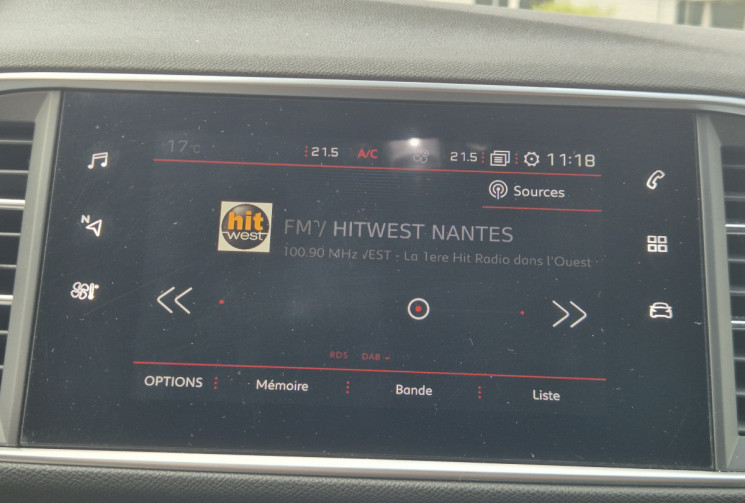 17°C 21.5 A/C 21.5 11:18
Sources
hit
west
FM/ HITWEST NANTES
100.90 MHz /EST - La 1ere Hit Radio dans l'Ouest
N
RDS DAB
OPTIONS Mémoire Bande Liste